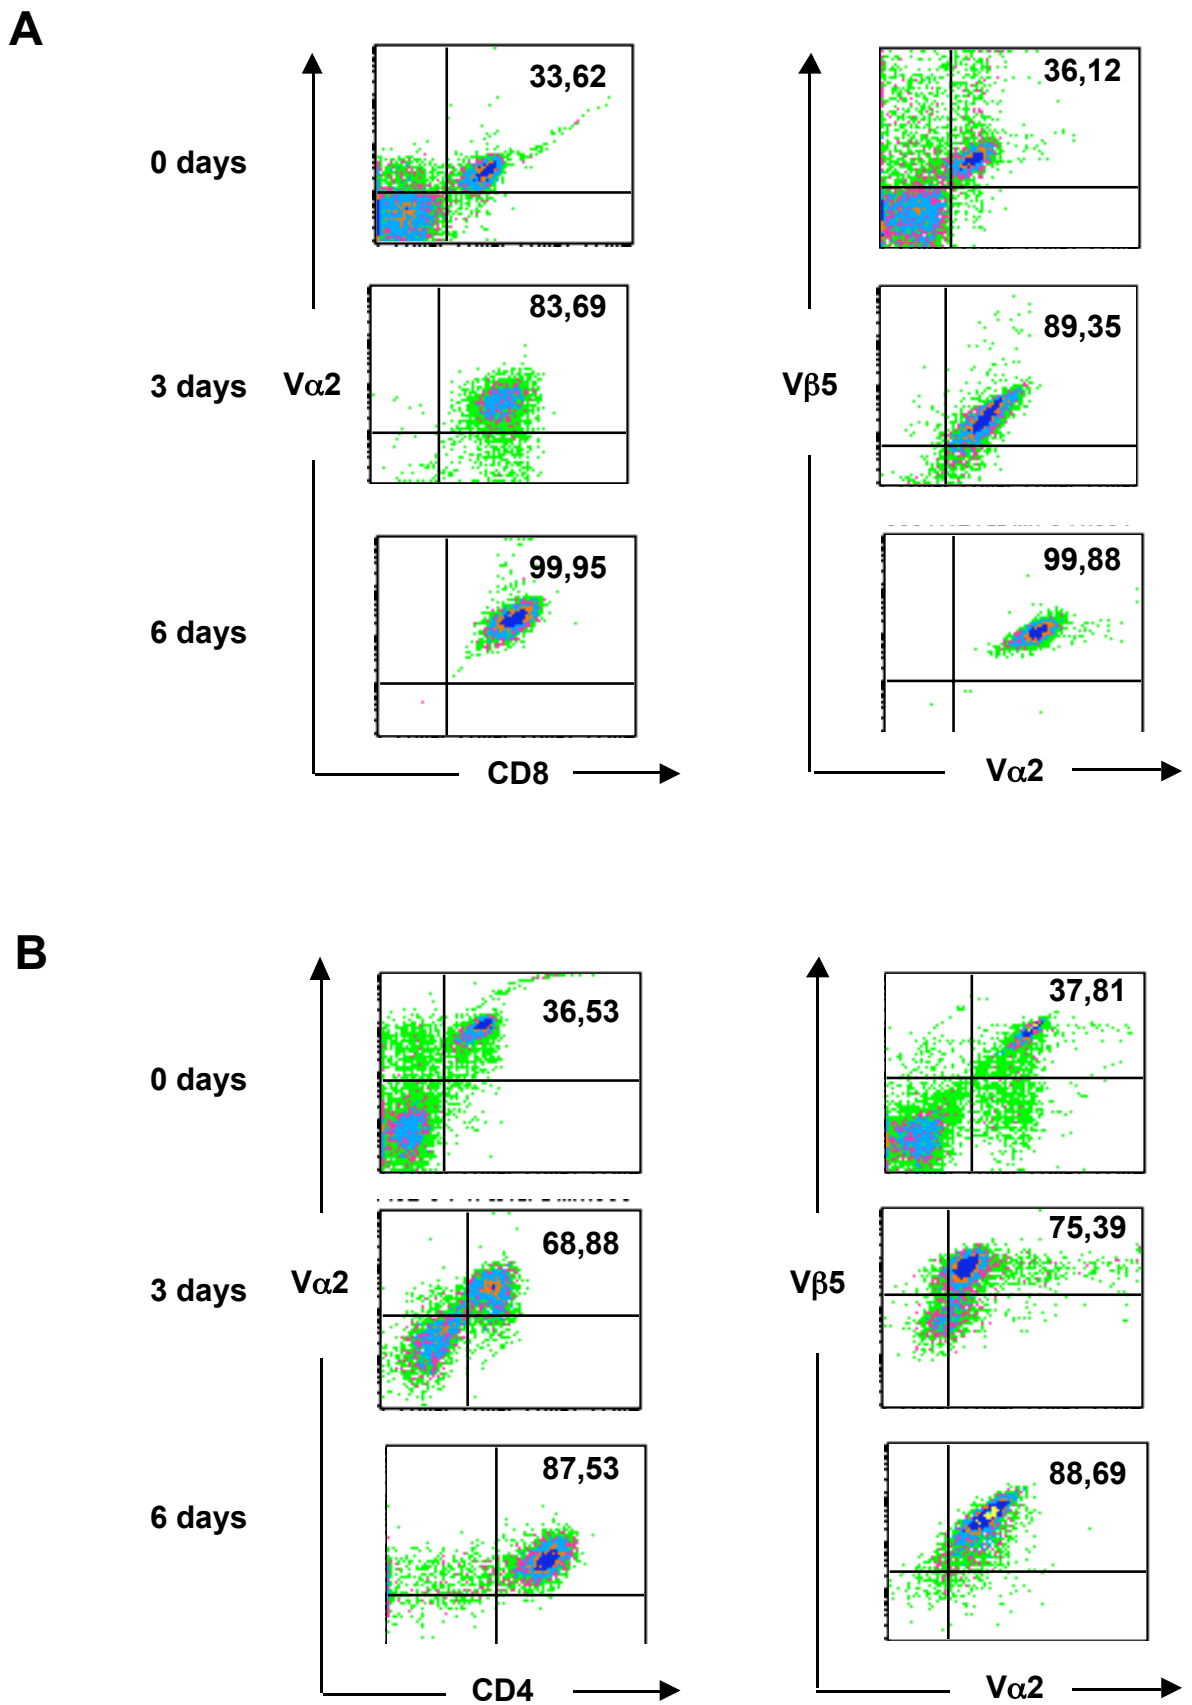 A
33,62
36,12
0 days
83,69
89,35
3 days
Vα2
Vβ5
99,95
99,88
6 days
CD8
Vα2
B
36,53
37,81
0 days
68,88
75,39
3 days
Vα2
Vβ5
87,53
88,69
6 days
CD4
Vα2